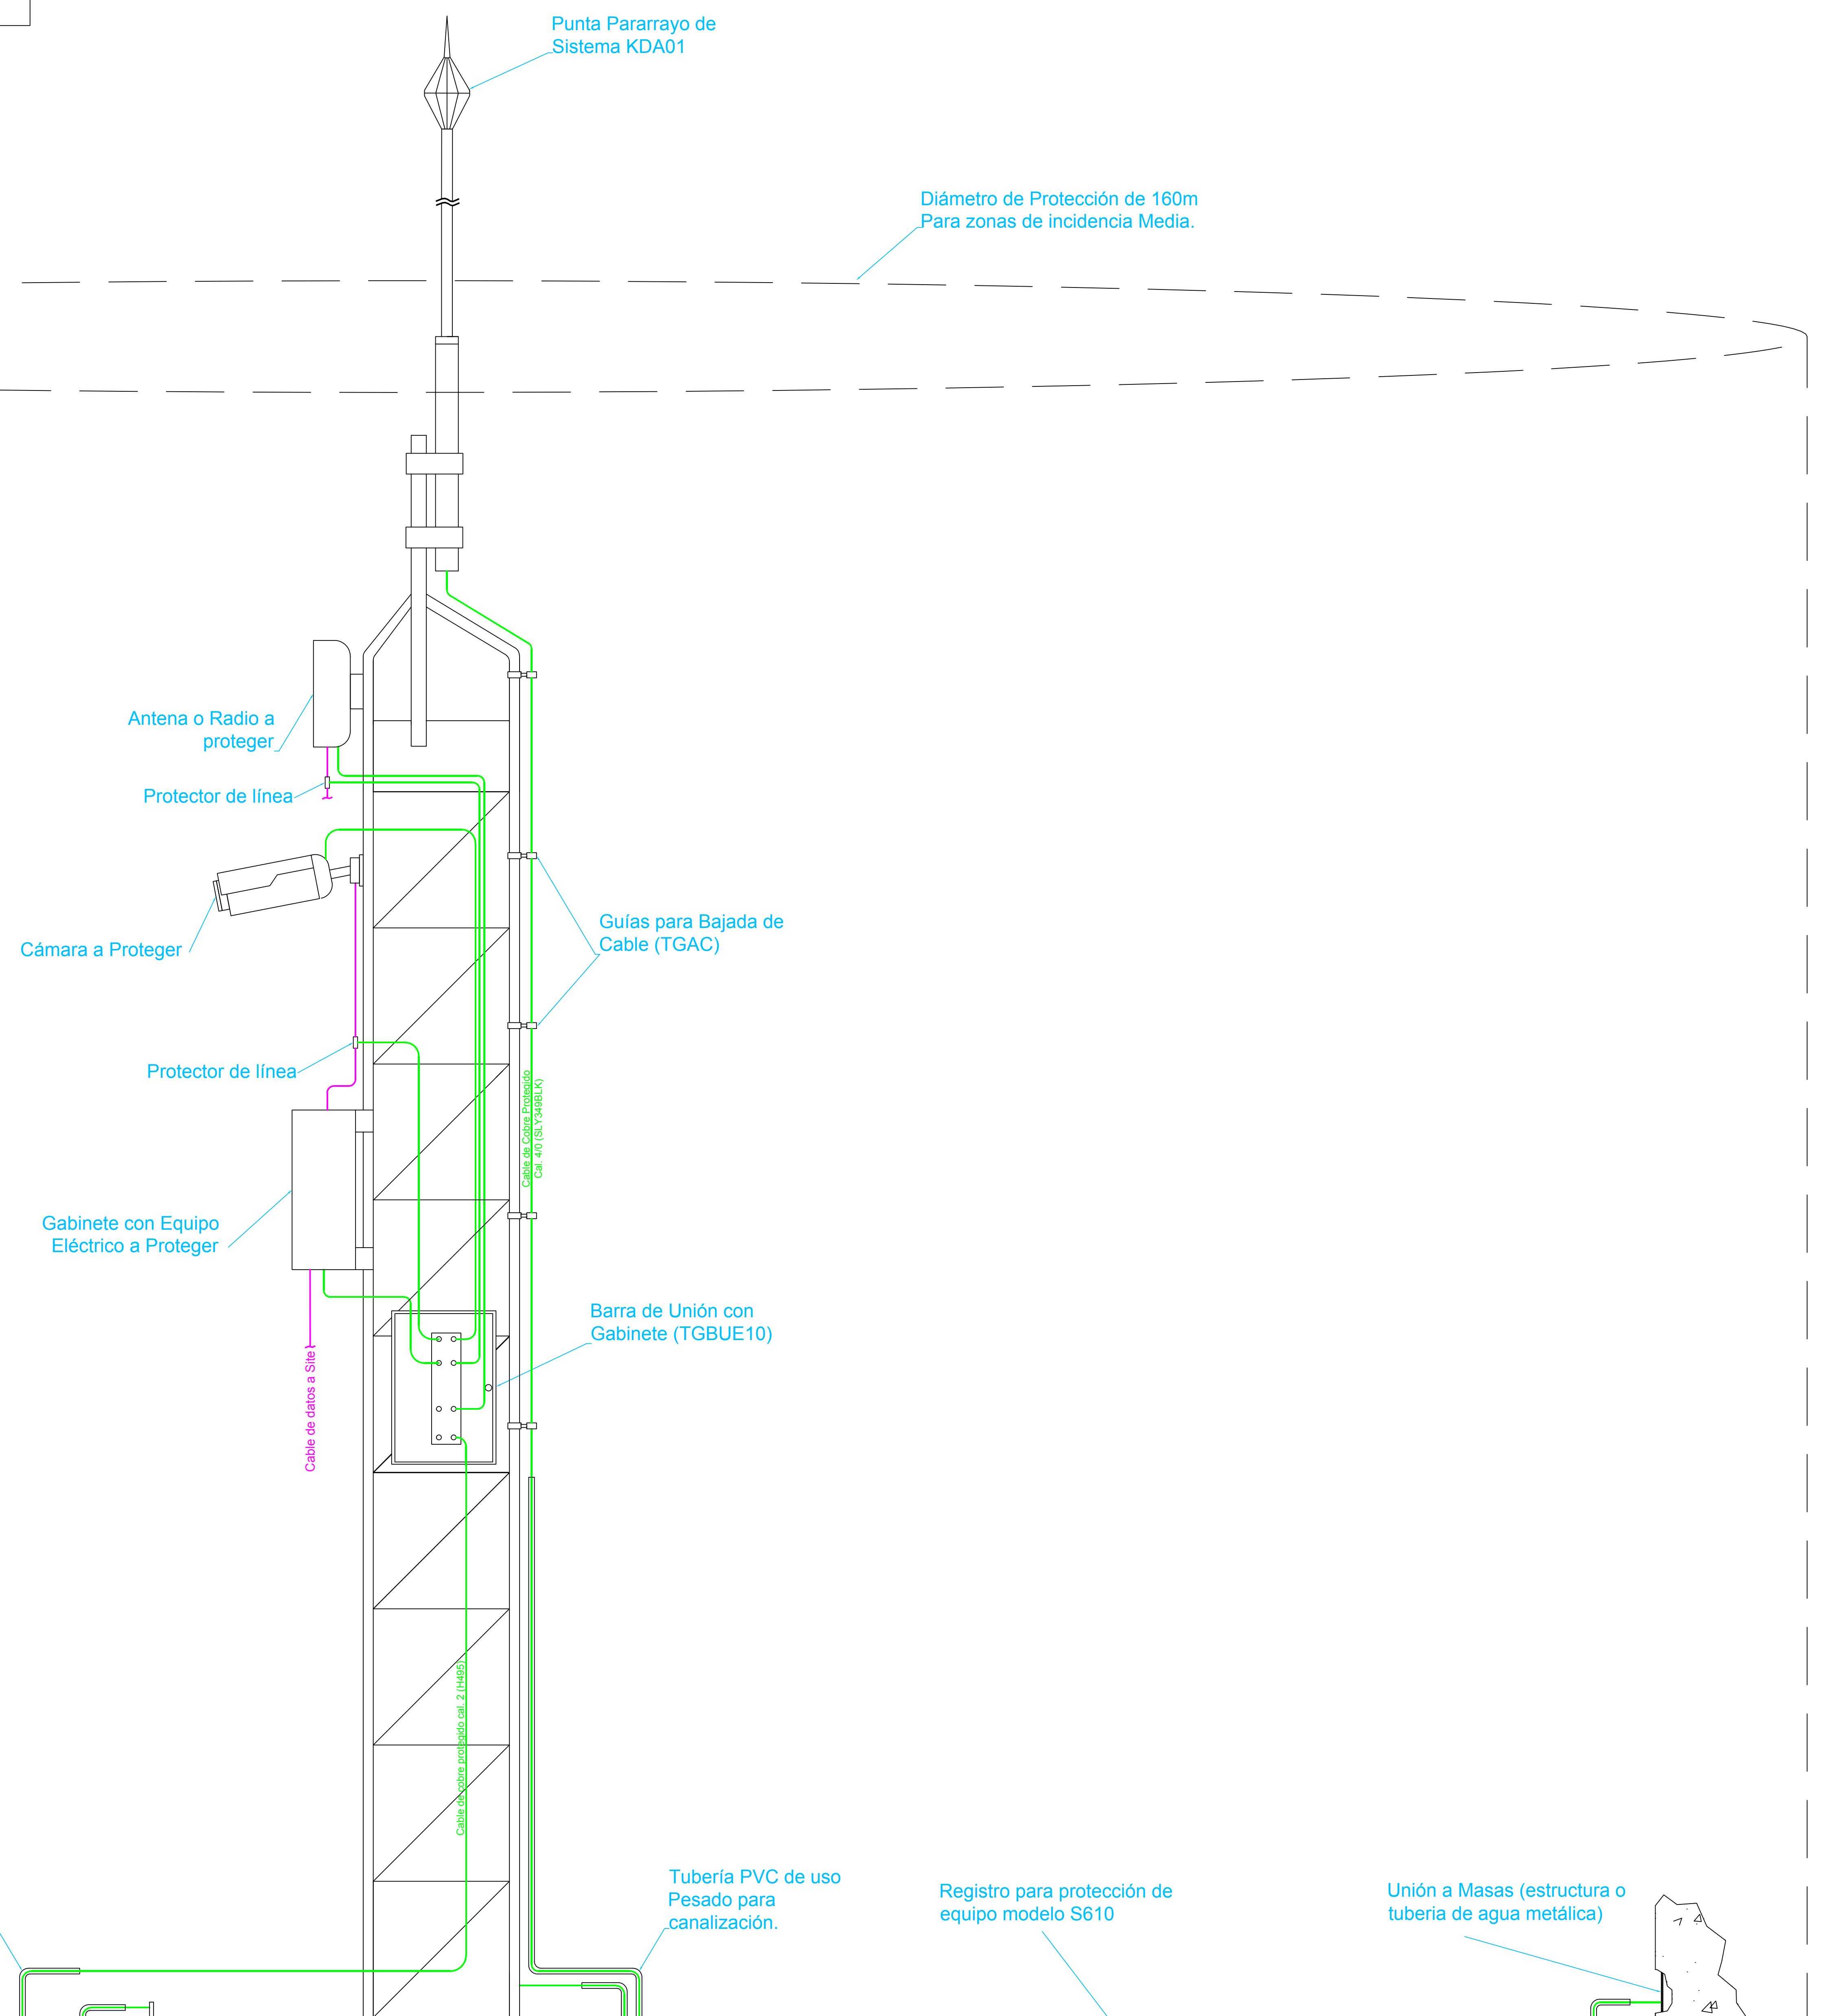 Punta Pararrayo de
Sistema KDA01
Diámetro de Protección de 160m
Para zonas de incidencia Media.
Antena o Radio a
proteger
Protector de línea
Cámara a Proteger
Guías para Bajada de
Cable (TGAC)
Protector de línea
Cable de Cobre Protegido
Cal. 4/0 (SLY349BLK)
Gabinete con Equipo
Eléctrico a Proteger
Barra de Unión con
Gabinete (TGBUE10)
Cable de datos a Site
Cable de cobre protegido cal. 2 (H495)
Tubería PVC de uso
Pesado para
canalización.
Registro para protección de
equipo modelo S610
Unión a Masas (estructura o
tuberia de agua metálica)